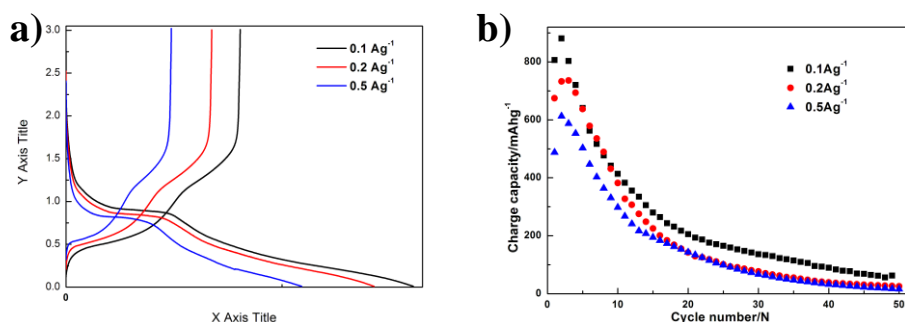 a)
3.0
2.5
2.0
1.5
1.0
0.5
0.0
0
Y Axis Title
X Axis Title
0.1 Ag⁻¹
0.2 Ag⁻¹
0.5 Ag⁻¹
b)
800
600
400
200
0
0
10
20
30
40
50
Charge capacity/mAhg⁻¹
Cycle number/N
0.1Ag⁻¹
0.2Ag⁻¹
0.5Ag⁻¹